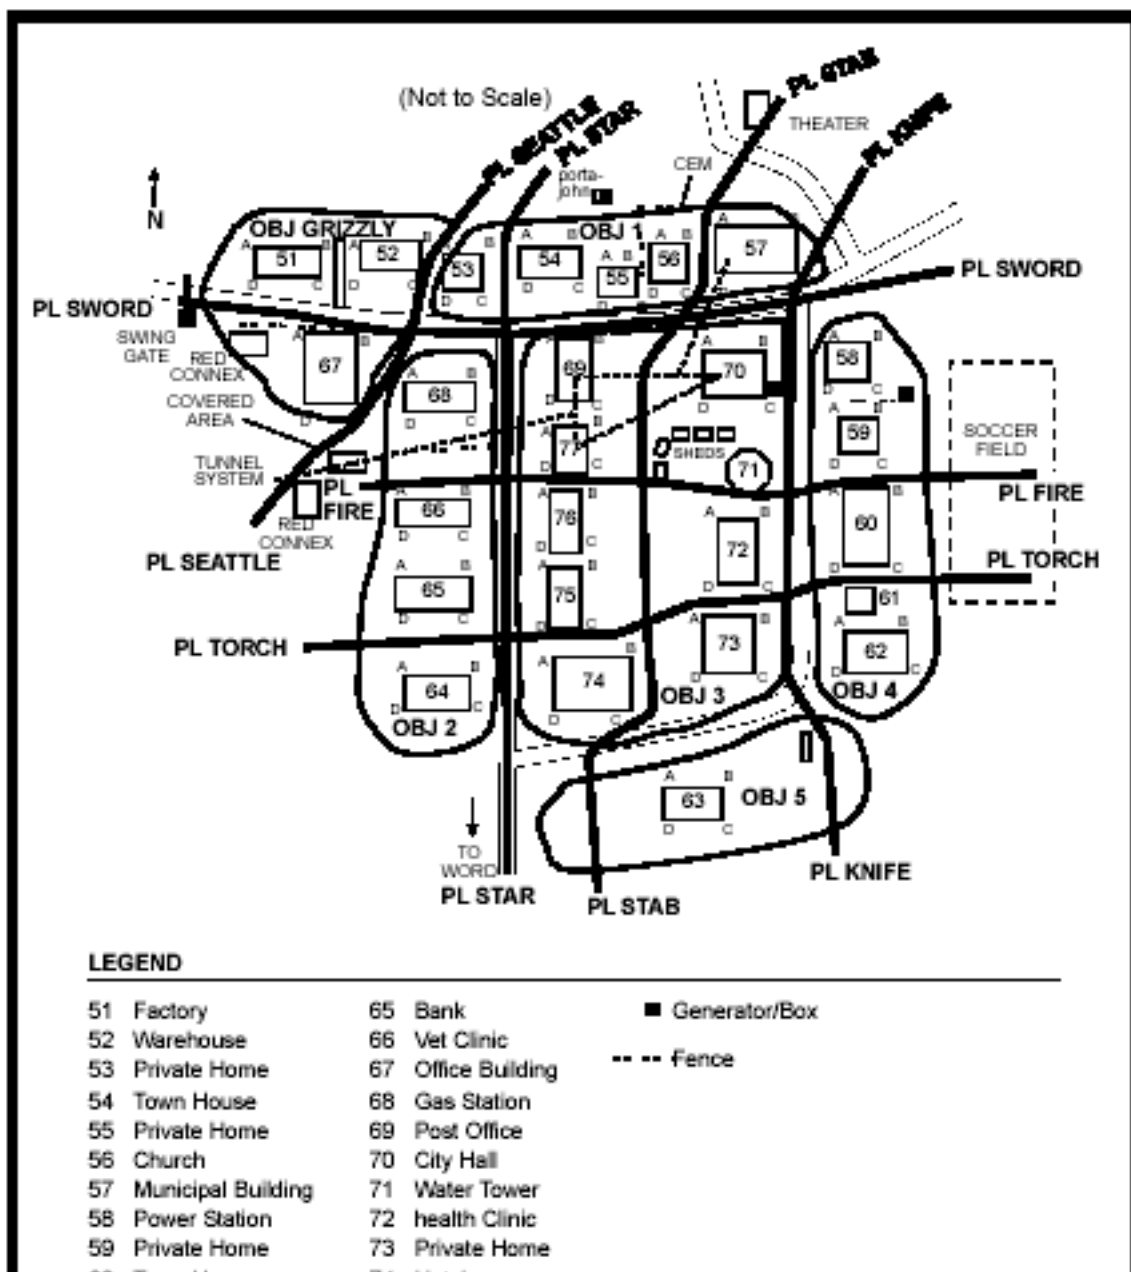 (Not to Scale)
PL SEATTLE
PL STAR
PL STAB
THEATER
PL KNIFE
porta-
john
CEM
N
OBJ GRIZZLY
OBJ 1
A B A B A B A B A B A B A B
51 52 53 54 55 56 57
D C D C D C D C D C D C
PL SWORD
PL SWORD
SWING
GATE
RED
CONNEX
COVERED
AREA
TUNNEL
SYSTEM
A B A B A B A B
67 68 69 70 58
D C D C D C D C
A B A B
77 71 59
SHEDS
D C D C
SOCCER
FIELD
PL
FIRE
PL FIRE
RED
CONNEX
PL SEATTLE
A B A B A B A B
66 76 72 60
D C D C D C D C
PL TORCH
A B A B
65 75 61
D C D C
PL TORCH
A B A B A B A B
64 74 73 62
D C D C D C D C
OBJ 2
OBJ 3
OBJ 4
A B
63
D C
OBJ 5
TO
WORD
PL STAR
PL STAB
PL KNIFE
LEGEND
51 Factory
52 Warehouse
53 Private Home
54 Town House
55 Private Home
56 Church
57 Municipal Building
58 Power Station
59 Private Home
65 Bank
66 Vet Clinic
67 Office Building
68 Gas Station
69 Post Office
70 City Hall
71 Water Tower
72 health Clinic
73 Private Home
Generator/Box
Fence